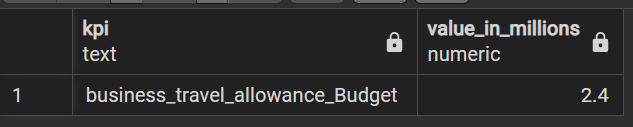 kpi value_in_millions
text numeric
1 business_travel_allowance_Budget 2.4